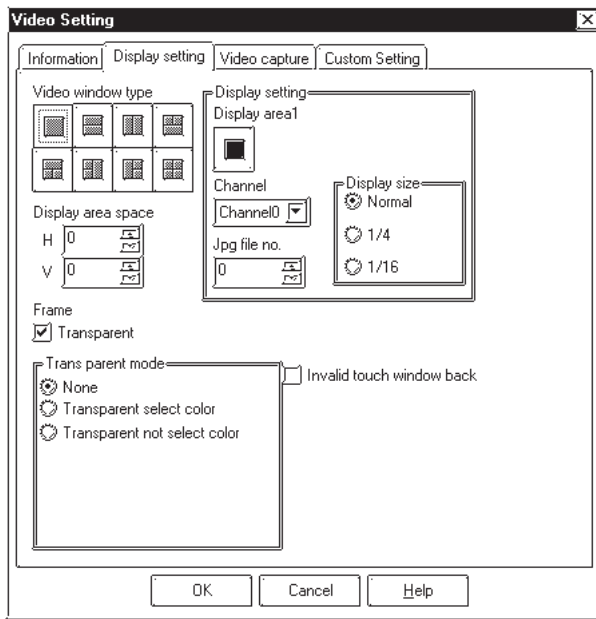 Video Setting
Information
Display setting
Video capture
Custom Setting
Video window type
Display area space
H 0
V 0
Display setting
Display area1
Channel
Channel0
Jpg file no.
0
Display size
Normal
1/4
1/16
Frame
Transparent
Trans parent mode
None
Transparent select color
Transparent not select color
Invalid touch window back
OK
Cancel
Help